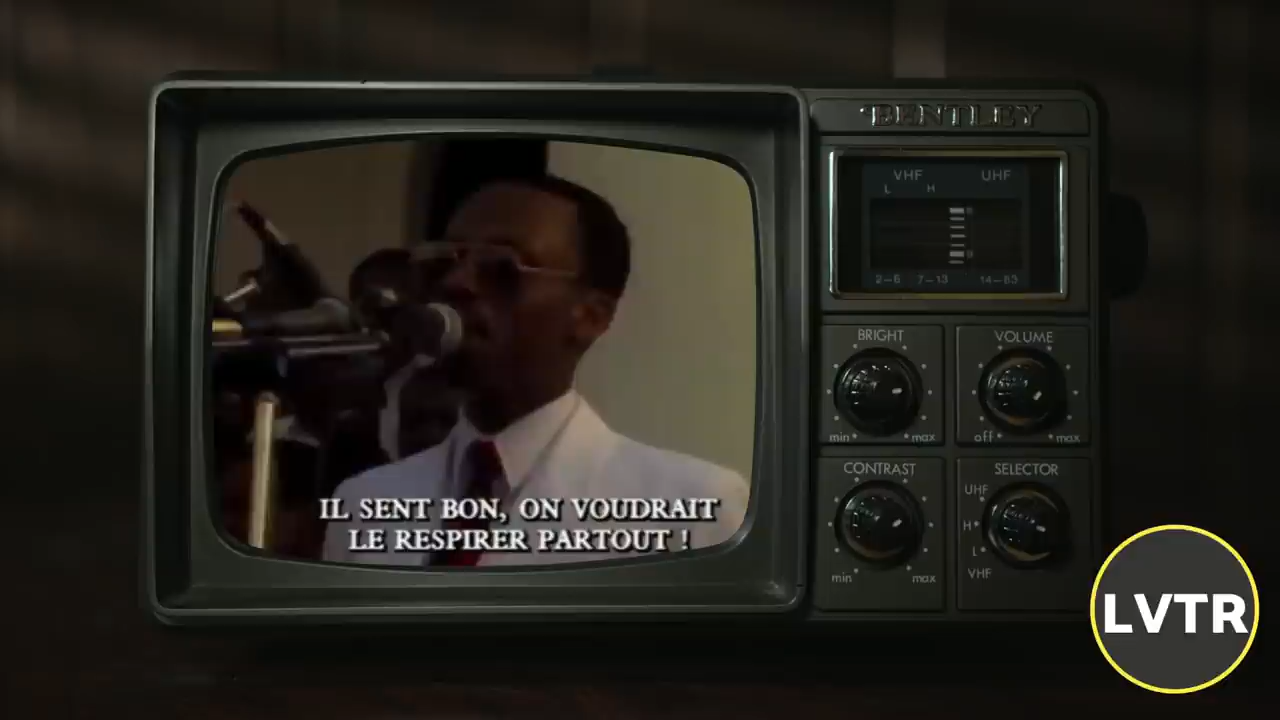 BENTLEY
VHF UHF
L H
2-6 7-13 14-83
BRIGHT
min max
VOLUME
off max
CONTRAST
min max
SELECTOR
UHF
H
L
VHF
IL SENT BON, ON VOUDRAIT
LE RESPIRER PARTOUT !
LVTR